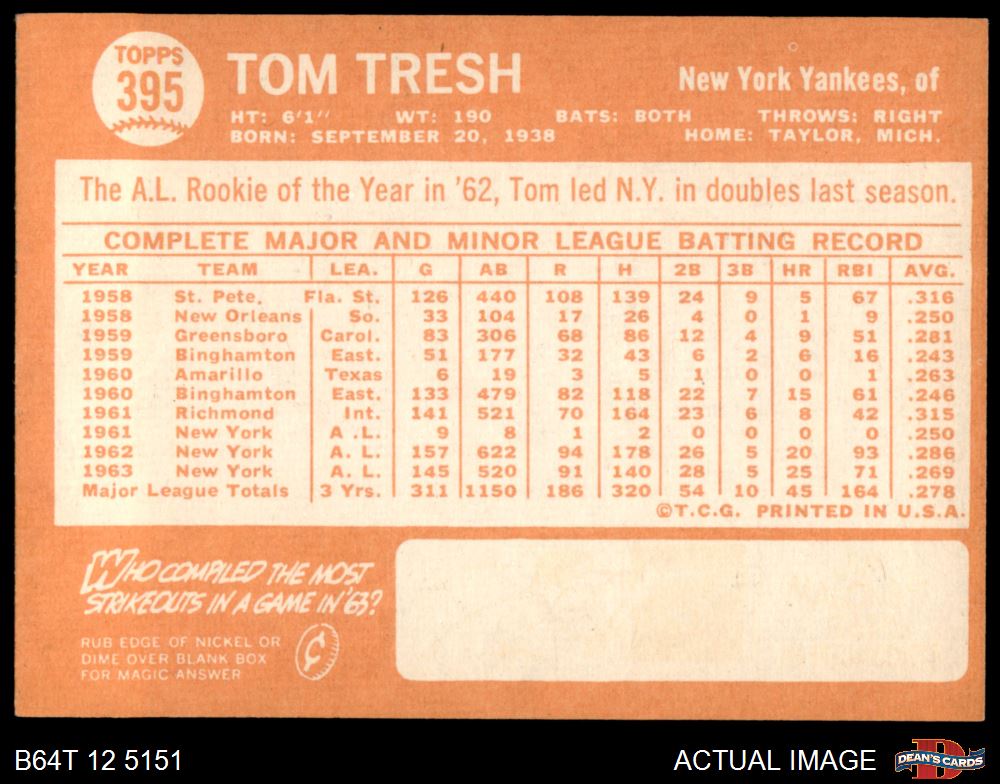 TOPPS
395
TOM TRESH
New York Yankees, of
HT: 6'1" WT: 190 BATS: BOTH THROWS: RIGHT
BORN: SEPTEMBER 20, 1938 HOME: TAYLOR, MICH.
The A.L. Rookie of the Year in '62, Tom led N.Y. in doubles last season.
COMPLETE MAJOR AND MINOR LEAGUE BATTING RECORD
YEAR TEAM LEA. G AB R H 2B 3B HR RBI AVG.
1958 St. Pete. Fla. St. 126 440 108 139 24 9 5 67 .316
1958 New Orleans So. 33 104 17 26 4 0 1 9 .250
1959 Greensboro Carol. 83 306 68 86 12 4 9 51 .281
1959 Binghamton East. 51 177 32 43 6 2 6 16 .243
1960 Amarillo Texas 6 19 3 5 1 0 0 1 .263
1960 Binghamton East. 133 479 82 118 22 7 15 61 .246
1961 Richmond Int. 141 521 70 164 23 6 8 42 .315
1961 New York A .L. 9 8 1 2 0 0 0 0 .250
1962 New York A. L. 157 622 94 178 26 5 20 93 .286
1963 New York A. L. 145 520 91 140 28 5 25 71 .269
Major League Totals 3 Yrs. 311 1150 186 320 54 10 45 164 .278
©T.C.G. PRINTED IN U.S.A.
WHO COMPILED THE MOST
STRIKEOUTS IN A GAME IN '63?
RUB EDGE OF NICKEL OR
DIME OVER BLANK BOX
FOR MAGIC ANSWER
¢
B64T 12 5151
ACTUAL IMAGE
D
DEAN'S CARDS